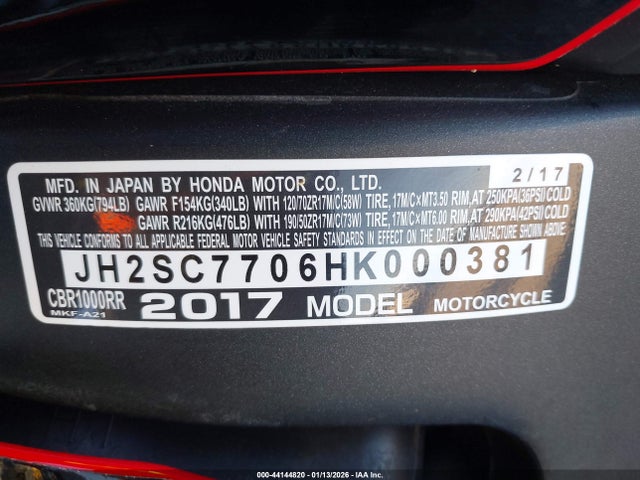 2/17
MFD. IN JAPAN BY HONDA MOTOR CO., LTD.
GVWR 360KG(794LB) GAWR F154KG(340LB) WITH 120/70ZR17M/C(58W) TIRE, 17M/C×MT3.50 RIM, AT 250KPA(36PSI)COLD
GAWR R216KG(476LB) WITH 190/50ZR17M/C(73W) TIRE, 17M/C×MT6.00 RIM, AT 290KPA(42PSI)COLD
THIS VEHICLE CONFORMS TO ALL APPLICABLE FEDERAL MOTOR VEHICLE SAFETY STANDARDS IN EFFECT ON THE DATE OF MANUFACTURE SHOWN ABOVE.
JH2SC7706HK000381
CBR1000RR 2017 MODEL MOTORCYCLE
MKF-A21
000-44144820 - 01/13/2026 - IAA Inc.